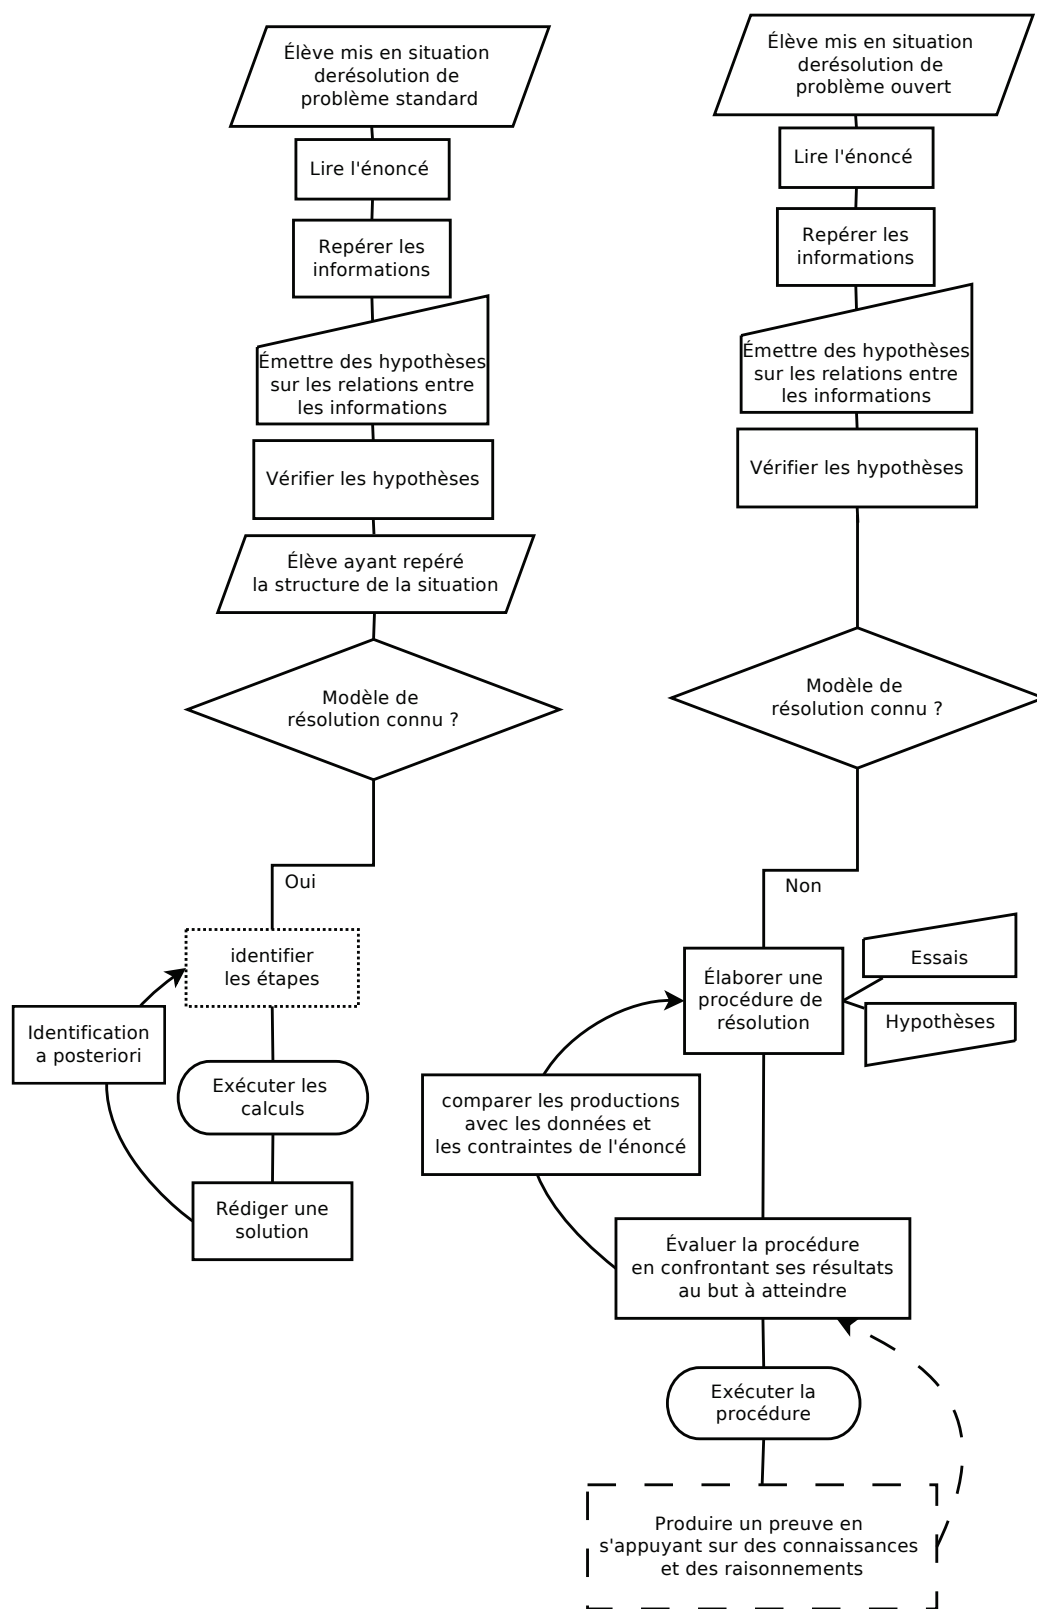 Élève mis en situation
derésolution de
problème standard
Lire l'énoncé
Repérer les
informations
Émettre des hypothèses
sur les relations entre
les informations
Vérifier les hypothèses
Élève ayant repéré
la structure de la situation
Modèle de
résolution connu ?
Oui
identifier
les étapes
Identification
a posteriori
Exécuter les
calculs
Rédiger une
solution
Élève mis en situation
derésolution de
problème ouvert
Lire l'énoncé
Repérer les
informations
Émettre des hypothèses
sur les relations entre
les informations
Vérifier les hypothèses
Modèle de
résolution connu ?
Non
Élaborer une
procédure de
résolution
Essais
Hypothèses
comparer les productions
avec les données et
les contraintes de l'énoncé
Évaluer la procédure
en confrontant ses résultats
au but à atteindre
Exécuter la
procédure
Produire un preuve en
s'appuyant sur des connaissances
et des raisonnements